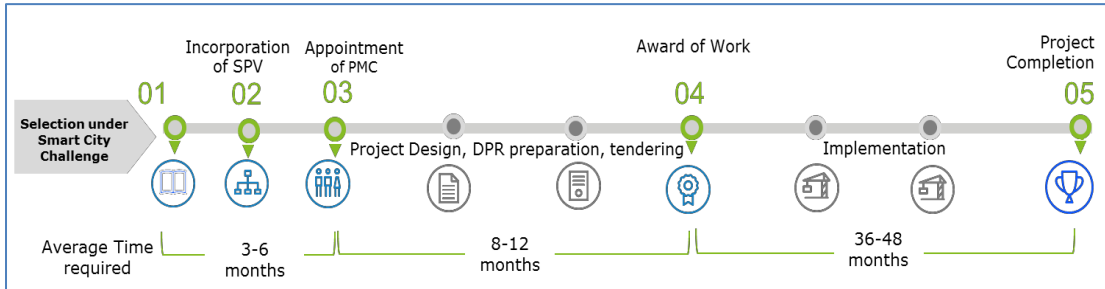 Incorporation
of SPV
Appointment
of PMC
Award of Work
Project
Completion
01
02
03
04
05
Selection under
Smart City
Challenge
Project Design, DPR preparation, tendering
Implementation
Average Time
required
3-6
months
8-12
months
36-48
months